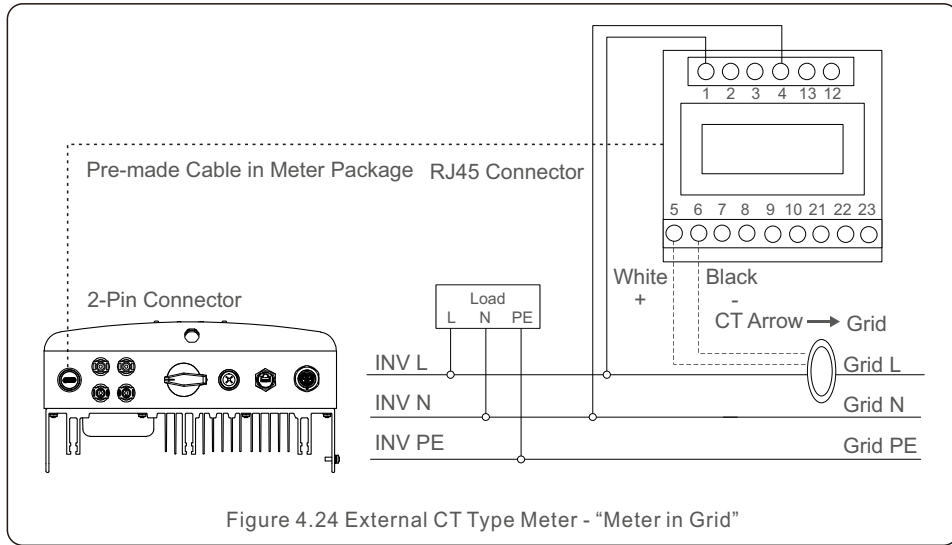 1 2 3 4 13 12
Pre-made Cable in Meter Package RJ45 Connector
5 6 7 8 9 10 21 22 23
White Black
+ -
2-Pin Connector
Load
L N PE
CT Arrow Grid
INV L Grid L
INV N Grid N
INV PE Grid PE
Figure 4.24 External CT Type Meter - “Meter in Grid”